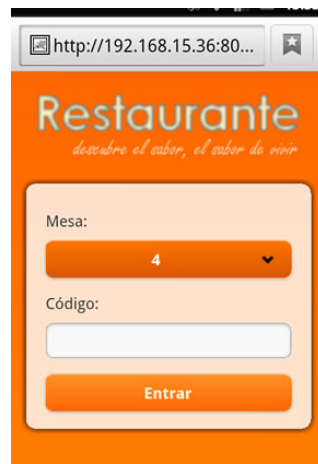 http://192.168.15.36:80...
Restaurante
descubre el sabor, el sabor de vivir
Mesa:
4
Código:
Entrar